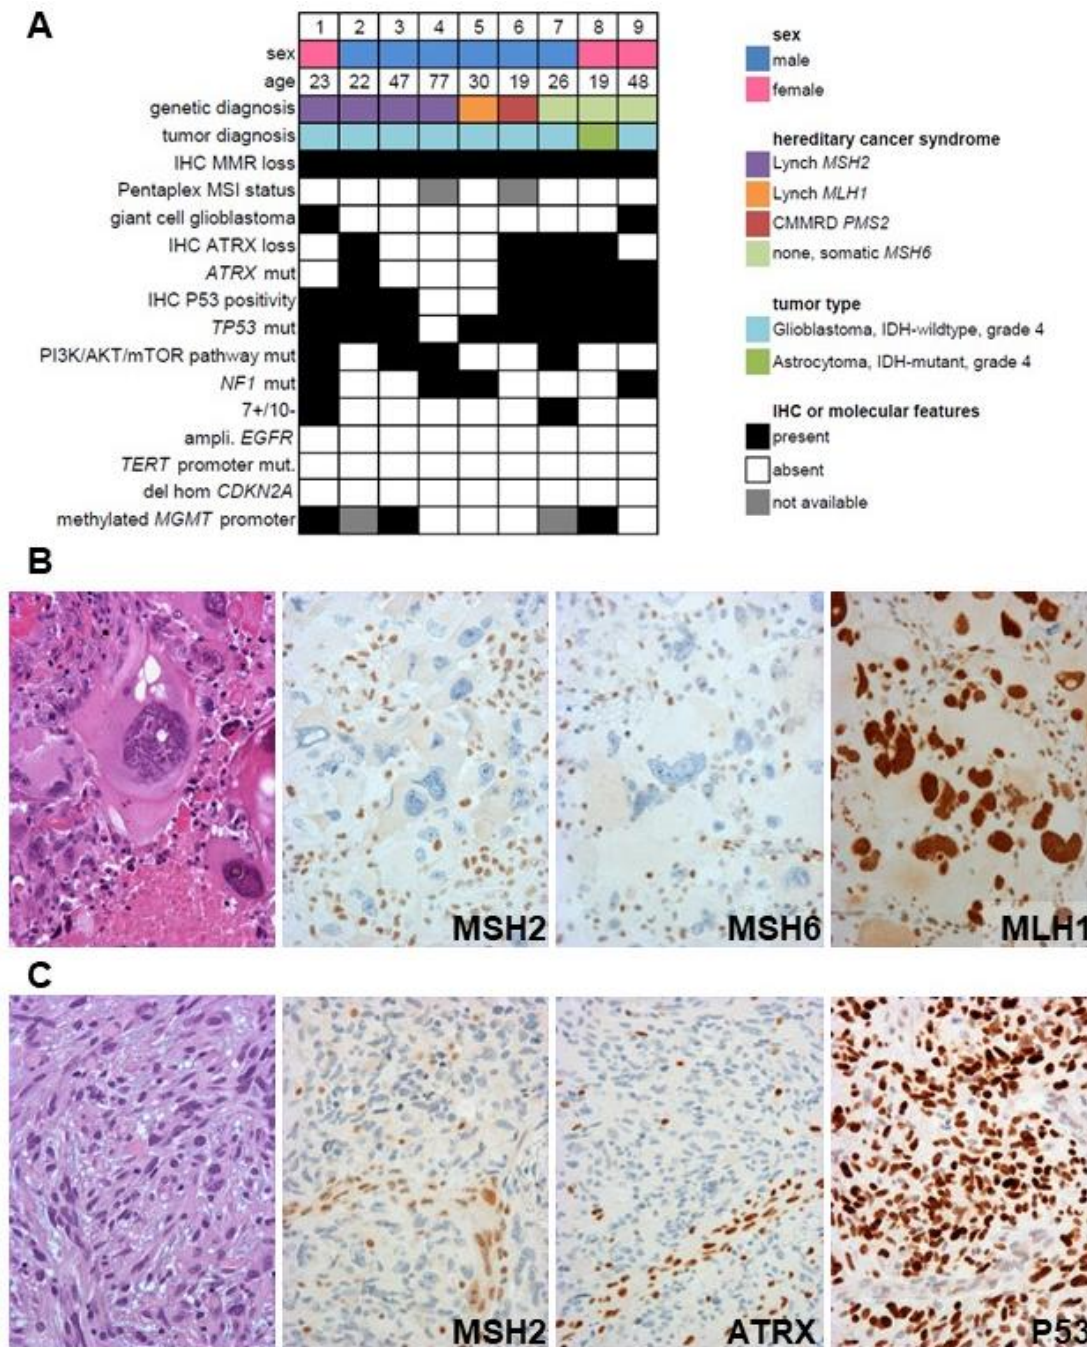 A
1 2 3 4 5 6 7 8 9
sex
age 23 22 47 77 30 19 26 19 48
genetic diagnosis
tumor diagnosis
IHC MMR loss
Pentaplex MSI status
giant cell glioblastoma
IHC ATRX loss
ATRX mut
IHC P53 positivity
TP53 mut
PI3K/AKT/mTOR pathway mut
NF1 mut
7+/10-
ampli. EGFR
TERT promoter mut.
del hom CDKN2A
methylated MGMT promoter
sex
male
female
hereditary cancer syndrome
Lynch MSH2
Lynch MLH1
CMMRD PMS2
none, somatic MSH6
tumor type
Glioblastoma, IDH-wildtype, grade 4
Astrocytoma, IDH-mutant, grade 4
IHC or molecular features
present
absent
not available
B
MSH2
MSH6
MLH1
C
MSH2
ATRX
P53